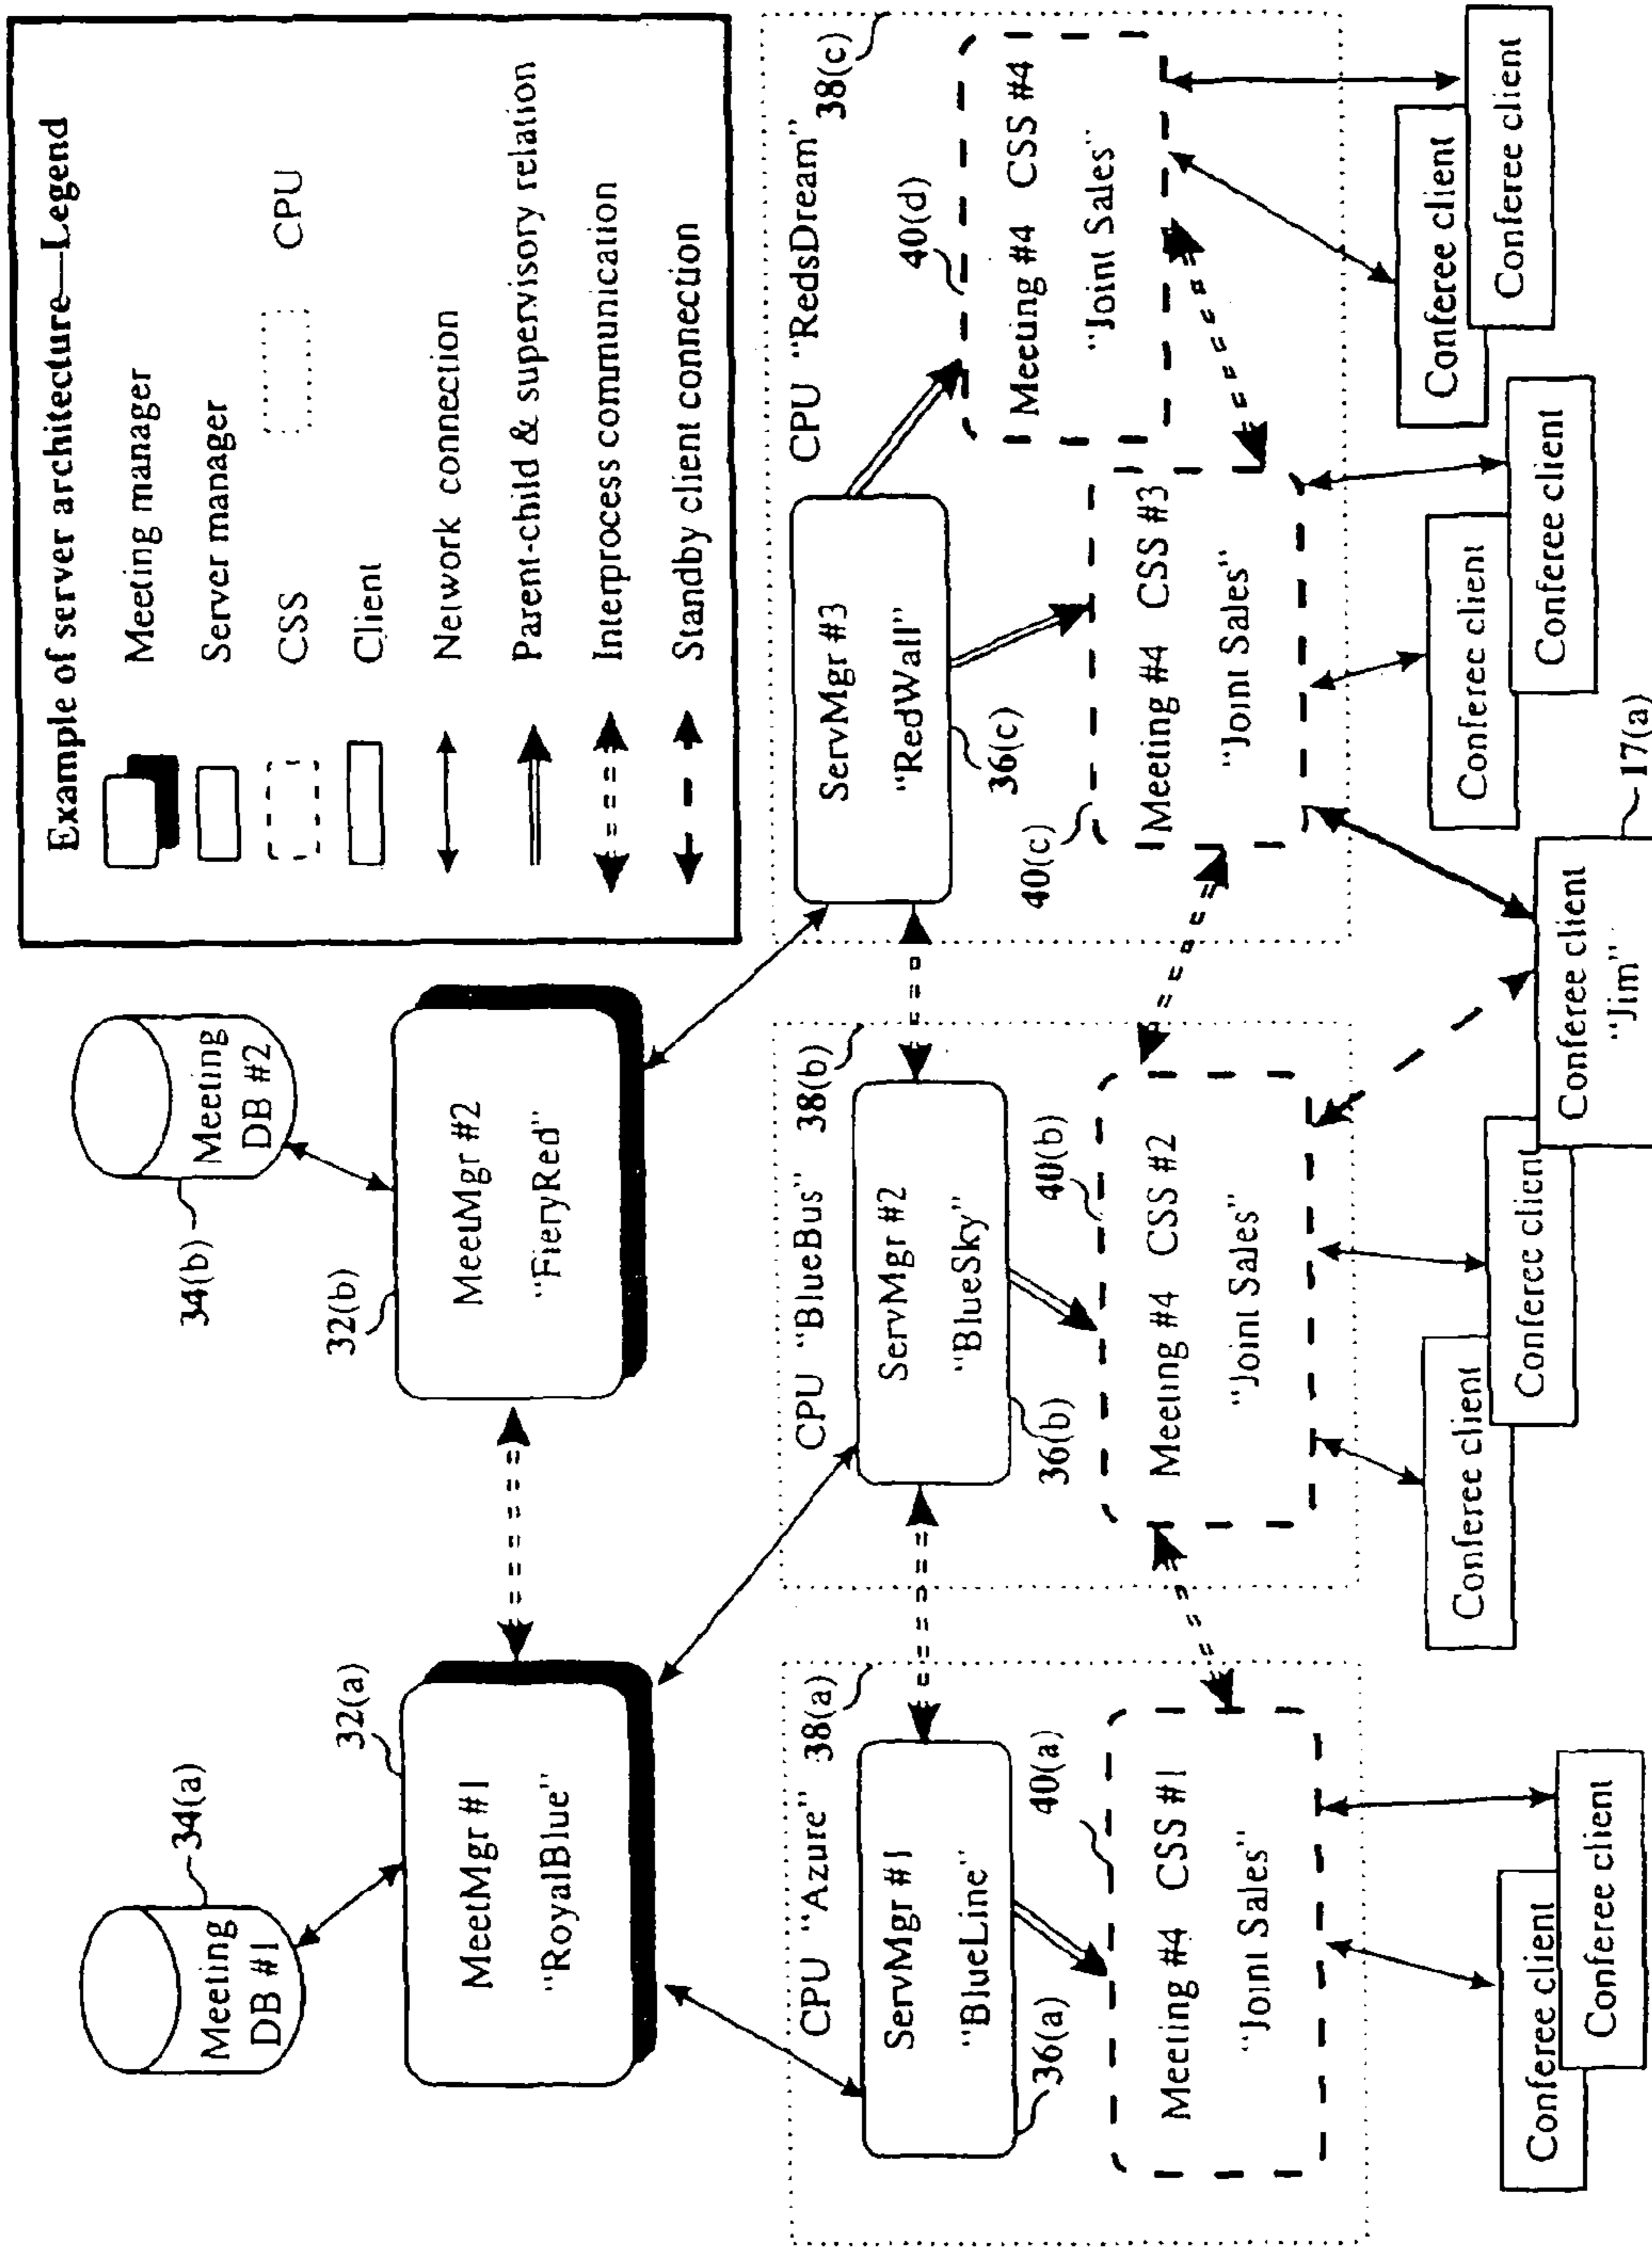 Example of server architecture—Legend
Meeting manager
Server manager
CSS
CPU
Client
Network connection
Parent-child & supervisory relation
Interprocess communication
Standby client connection
34(a)
Meeting
DB #1
34(b)
Meeting
DB #2
32(a)
MeetMgr #1
"RoyalBlue"
32(b)
MeetMgr #2
"FieryRed"
CPU "Azure"
38(a)
ServMgr #1
"BlueLine"
36(a)
40(a)
Meeting #4 CSS #1
"Joint Sales"
CPU "BlueBus"
38(b)
ServMgr #2
"BlueSky"
36(b)
40(b)
Meeting #4 CSS #2
"Joint Sales"
CPU "RedsDream"
38(c)
ServMgr #3
"RedWall"
36(c)
40(c)
Meeting #4 CSS #3
"Joint Sales"
40(d)
Meeting #4 CSS #4
"Joint Sales"
Conferee client
Conferee client
Conferee client
Conferee client
Conferee client
"Jim"
17(a)
Conferee client
Conferee client
Conferee client
Conferee client